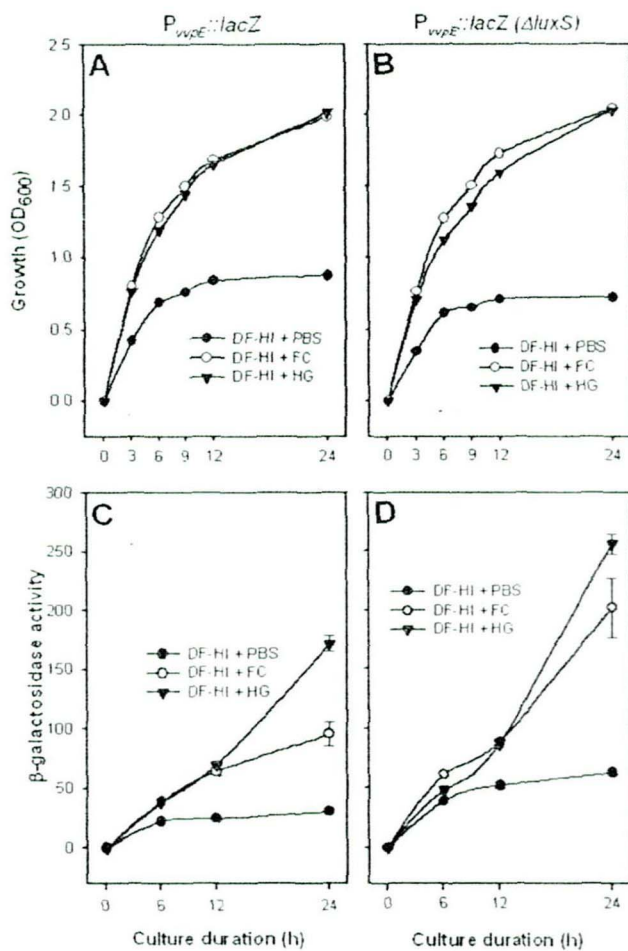 P vvpE::lacZ
P vvpE::lacZ (ΔluxS)
A
B
Growth (OD600)
2.5
2.0
1.5
1.0
0.5
0.0
DF-HI + PBS
DF-HI + FC
DF-HI + HG
DF-HI + PBS
DF-HI + FC
DF-HI + HG
0 3 6 9 12 24
0 3 6 9 12 24
C
D
β-galactosidase activity
300
250
200
150
100
50
0
DF-HI + PBS
DF-HI + FC
DF-HI + HG
DF-HI + PBS
DF-HI + FC
DF-HI + HG
0 6 12 24
0 6 12 24
Culture duration (h)
Culture duration (h)